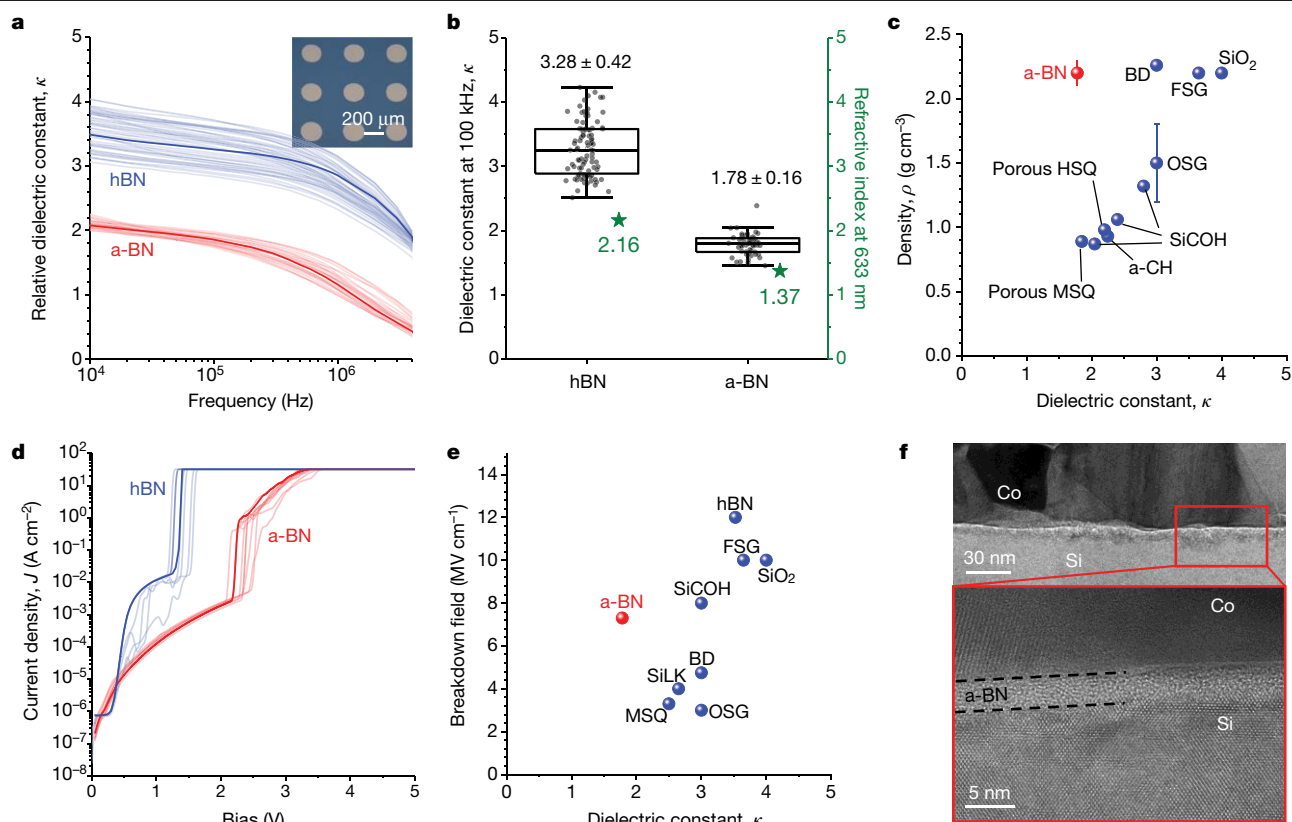 a
Relative dielectric constant, κ
5
4
3
2
1
0
hBN
a-BN
200 μm
10⁴
10⁵
10⁶
Frequency (Hz)
b
Dielectric constant at 100 kHz, κ
5
4
3
2
1
0
3.28 ± 0.42
1.78 ± 0.16
2.16
1.37
hBN
a-BN
5
4
3
2
1
0
Refractive index at 633 nm
c
Density, ρ (g cm⁻³)
2.5
2.0
1.5
1.0
0.5
0.0
a-BN
BD
FSG
SiO₂
OSG
Porous HSQ
SiCOH
a-CH
Porous MSQ
0 1 2 3 4 5
Dielectric constant, κ
d
Current density, J (A cm⁻²)
10²
10¹
10⁰
10⁻¹
10⁻²
10⁻³
10⁻⁴
10⁻⁵
10⁻⁶
10⁻⁷
10⁻⁸
hBN
a-BN
0 1 2 3 4 5
Bias (V)
e
Breakdown field (MV cm⁻¹)
14
12
10
8
6
4
2
0
hBN
FSG
SiO₂
SiCOH
a-BN
BD
SiLK
MSQ
OSG
0 1 2 3 4 5
Dielectric constant, κ
f
Co
30 nm
Si
Co
a-BN
Si
5 nm